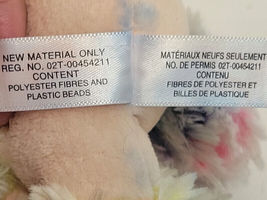 NEW MATERIAL ONLY
REG. NO. 02T-00454211
CONTENT
POLYESTER FIBRES AND
PLASTIC BEADS
MATÉRIAUX NEUFS SEULEMENT
NO. DE PERMIS 02T-00454211
CONTENU
FIBRES DE POLYESTER ET
BILLES DE PLASTIQUE